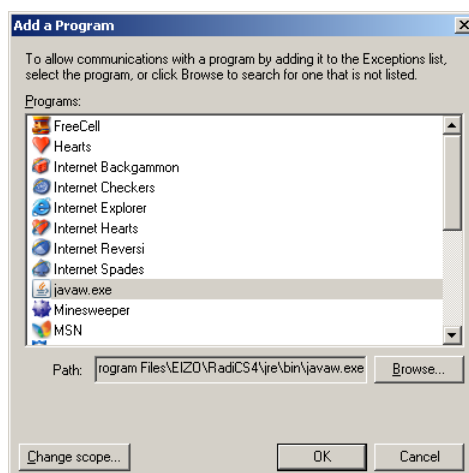 Add a Program
To allow communications with a program by adding it to the Exceptions list,
select the program, or click Browse to search for one that is not listed.
Programs:
FreeCell
Hearts
Internet Backgammon
Internet Checkers
Internet Explorer
Internet Hearts
Internet Reversi
Internet Spades
javaw.exe
Minesweeper
MSN
Path: rogram Files\EIZO\RadiCS4\jre\bin\javaw.exe Browse...
Change scope... OK Cancel